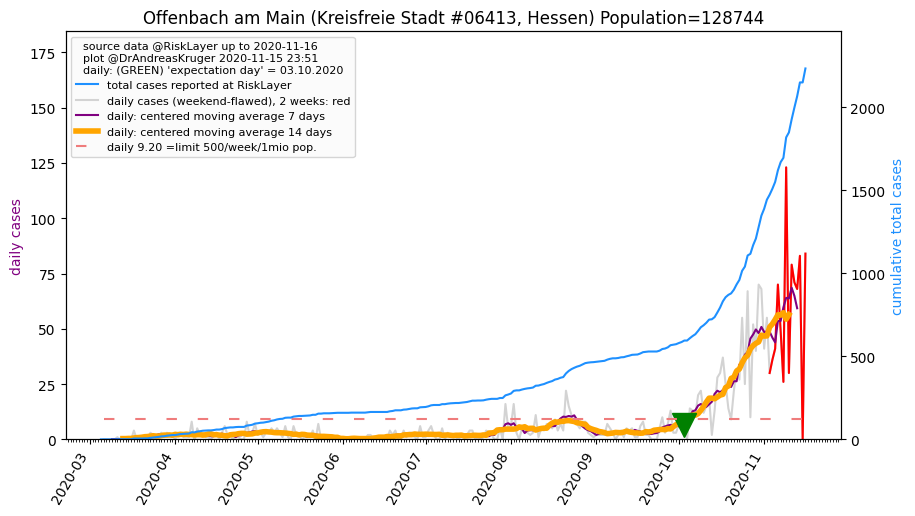 Offenbach am Main (Kreisfreie Stadt #06413, Hessen) Population=128744
source data @RiskLayer up to 2020-11-16
plot @DrAndreasKruger 2020-11-15 23:51
daily: (GREEN) 'expectation day' = 03.10.2020
total cases reported at RiskLayer
daily cases (weekend-flawed), 2 weeks: red
daily: centered moving average 7 days
daily: centered moving average 14 days
daily 9.20 =limit 500/week/1mio pop.
daily cases
175
150
125
100
75
50
25
0
cumulative total cases
2000
1500
1000
500
0
2020-03
2020-04
2020-05
2020-06
2020-07
2020-08
2020-09
2020-10
2020-11